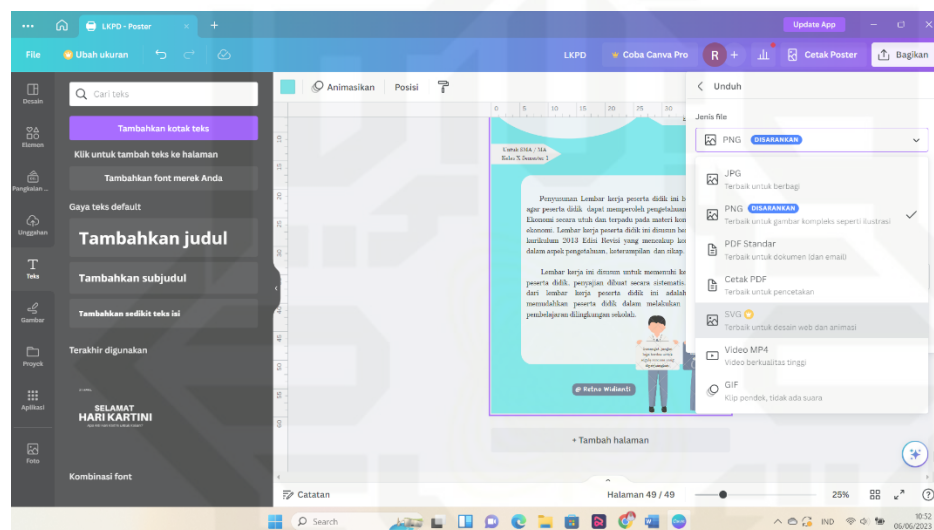 LKPD - Poster
Update App
File
Ubah ukuran
LKPD
Coba Canva Pro
R
Cetak Poster
Bagikan
Desain
Elemen
Pangkalan ...
Unggahan
Teks
Gambar
Proyek
Aplikasi
Foto
Cari teks
Tambahkan kotak teks
Klik untuk tambah teks ke halaman
Tambahkan font merek Anda
Gaya teks default
Tambahkan judul
Tambahkan subjudul
Tambahkan sedikit teks isi
Terakhir digunakan
SELAMAT
HARI KARTINI
Kombinasi font
Animasikan
Posisi
0 5 10 15 20 25 30
Untuk SMA / MA
Kelas X Semester 1
Penyusunan Lembar kerja peserta didik ini
agar peserta didik dapat memperoleh pengetahuan
Ekonomi secara utuh dan terpadu pada materi
ekonomi. Lembar kerja peserta didik ini disusun
kurikulum 2013 Edisi Revisi yang mencakup
dalam aspek pengetahuan, keterampilan dan sikap.
Lembar kerja ini disusun untuk memenuhi
peserta didik, penyajian dibuat secara sistematis.
dari lembar kerja peserta didik ini adalah
memudahkan peserta didik dalam melakukan
pembelajaran dilingkungan sekolah.
@ Retno Widianti
+ Tambah halaman
Unduh
Jenis file
PNG DISARANKAN
JPG
Terbaik untuk berbagi
PNG DISARANKAN
Terbaik untuk gambar kompleks seperti ilustrasi
PDF Standar
Terbaik untuk dokumen (dan email)
Cetak PDF
Terbaik untuk pencetakan
SVG
Terbaik untuk desain web dan animasi
Video MP4
Video berkualitas tinggi
GIF
Klip pendek, tidak ada suara
Catatan
Halaman 49 / 49
25%
Search
IND
10:52
06/06/2023